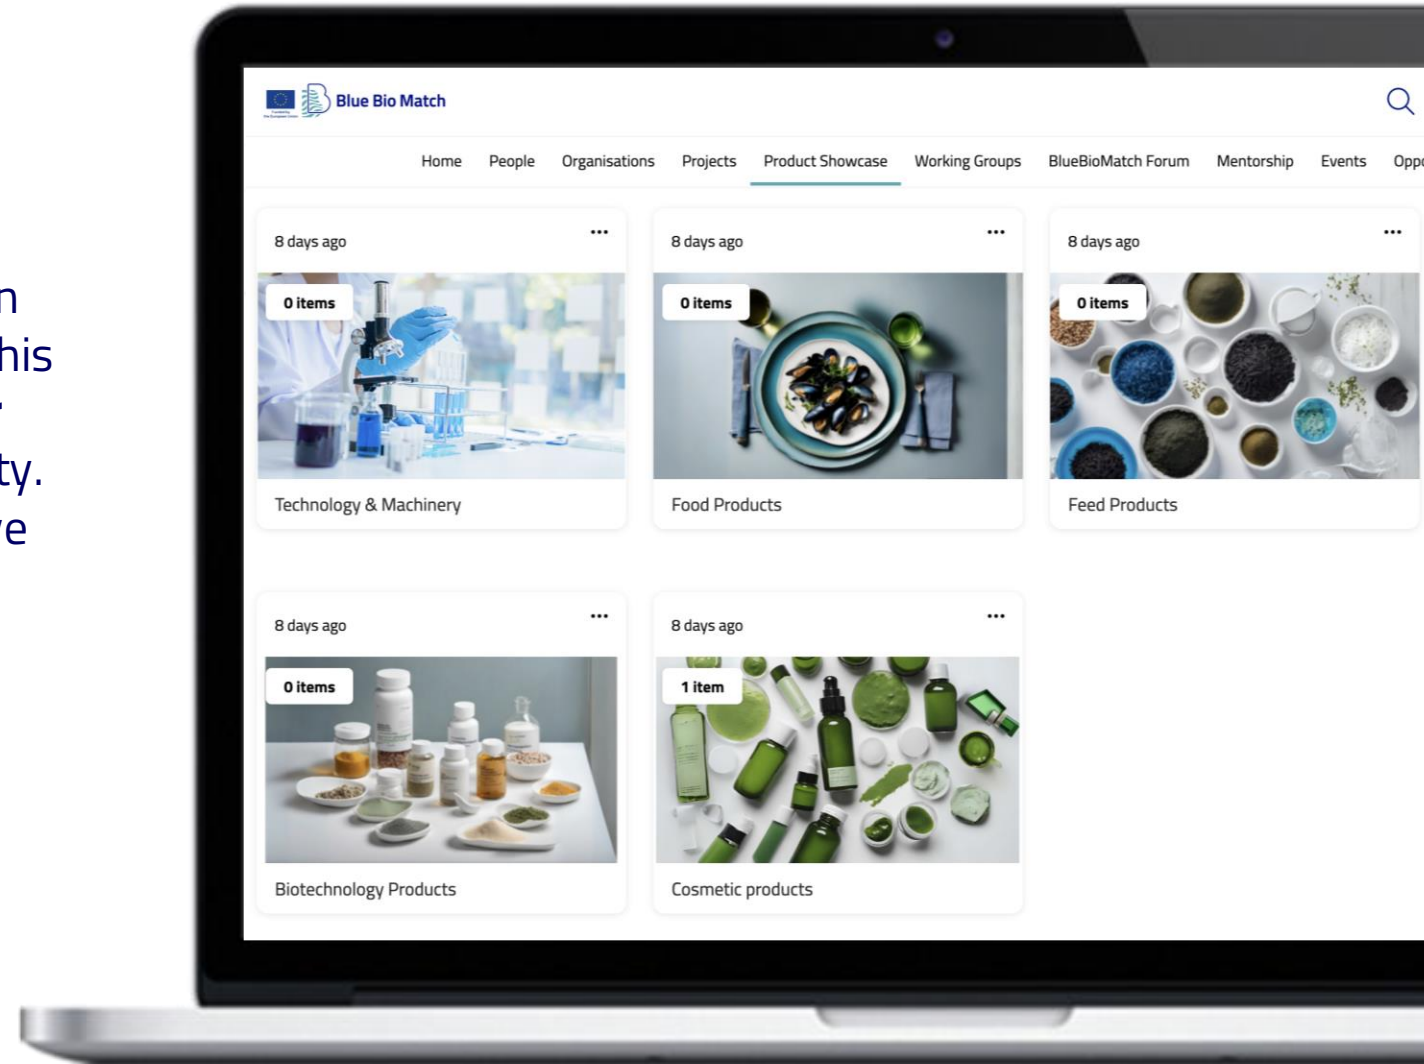 Blue Bio Match
Home People Organisations Projects Product Showcase Working Groups BlueBioMatch Forum Mentorship Events
8 days ago
0 items
Technology & Machinery
8 days ago
0 items
Food Products
8 days ago
0 items
Feed Products
8 days ago
0 items
Biotechnology Products
8 days ago
1 item
Cosmetic products